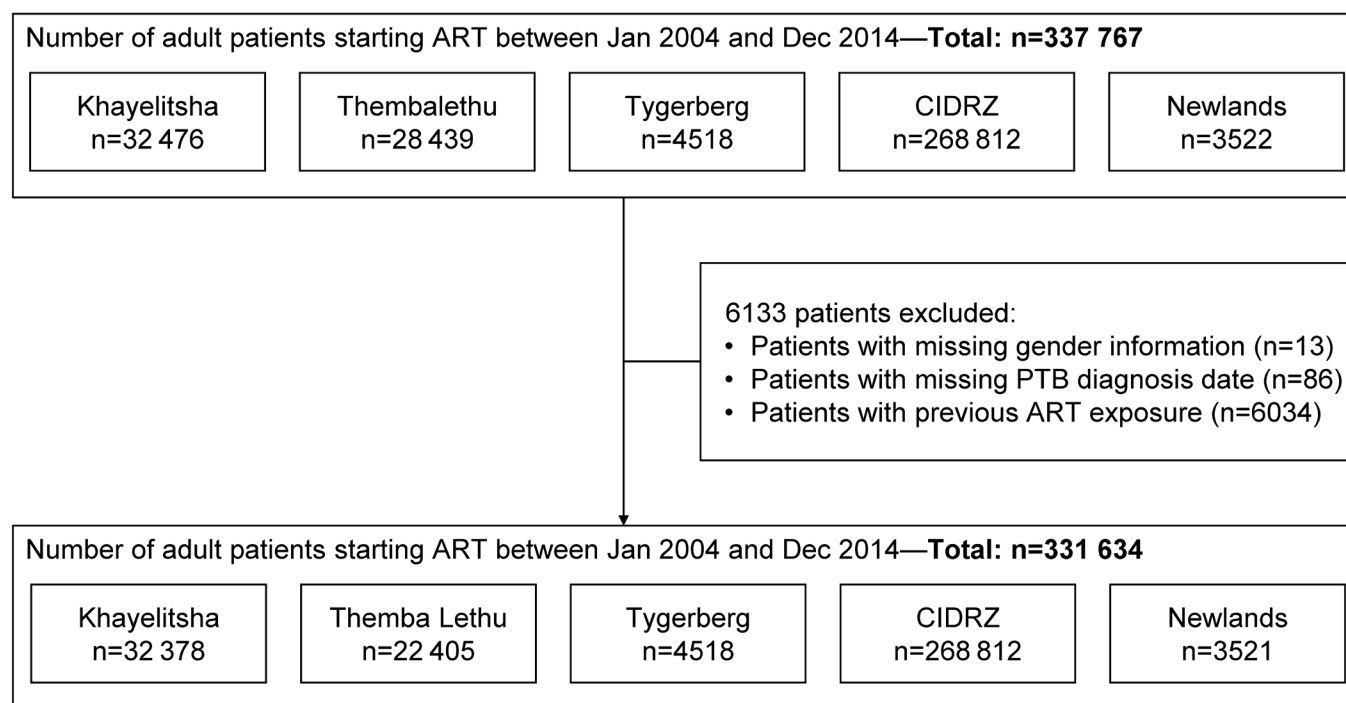 Number of adult patients starting ART between Jan 2004 and Dec 2014—Total: n=337 767
Khayelitsha
n=32 476
Thembalethu
n=28 439
Tygerberg
n=4518
CIDRZ
n=268 812
Newlands
n=3522
6133 patients excluded:
• Patients with missing gender information (n=13)
• Patients with missing PTB diagnosis date (n=86)
• Patients with previous ART exposure (n=6034)
Number of adult patients starting ART between Jan 2004 and Dec 2014—Total: n=331 634
Khayelitsha
n=32 378
Themba Lethu
n=22 405
Tygerberg
n=4518
CIDRZ
n=268 812
Newlands
n=3521